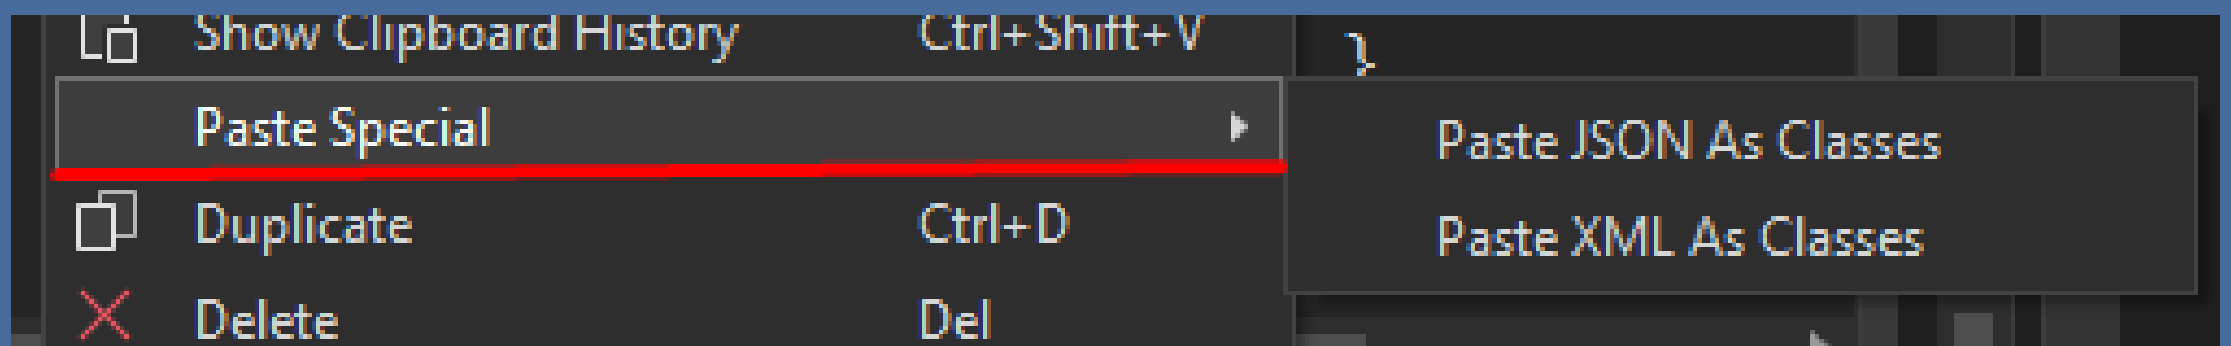 Show Clipboard History Ctrl+Shift+V
}
Paste Special
Paste JSON As Classes
Duplicate Ctrl+D
Paste XML As Classes
Delete Del